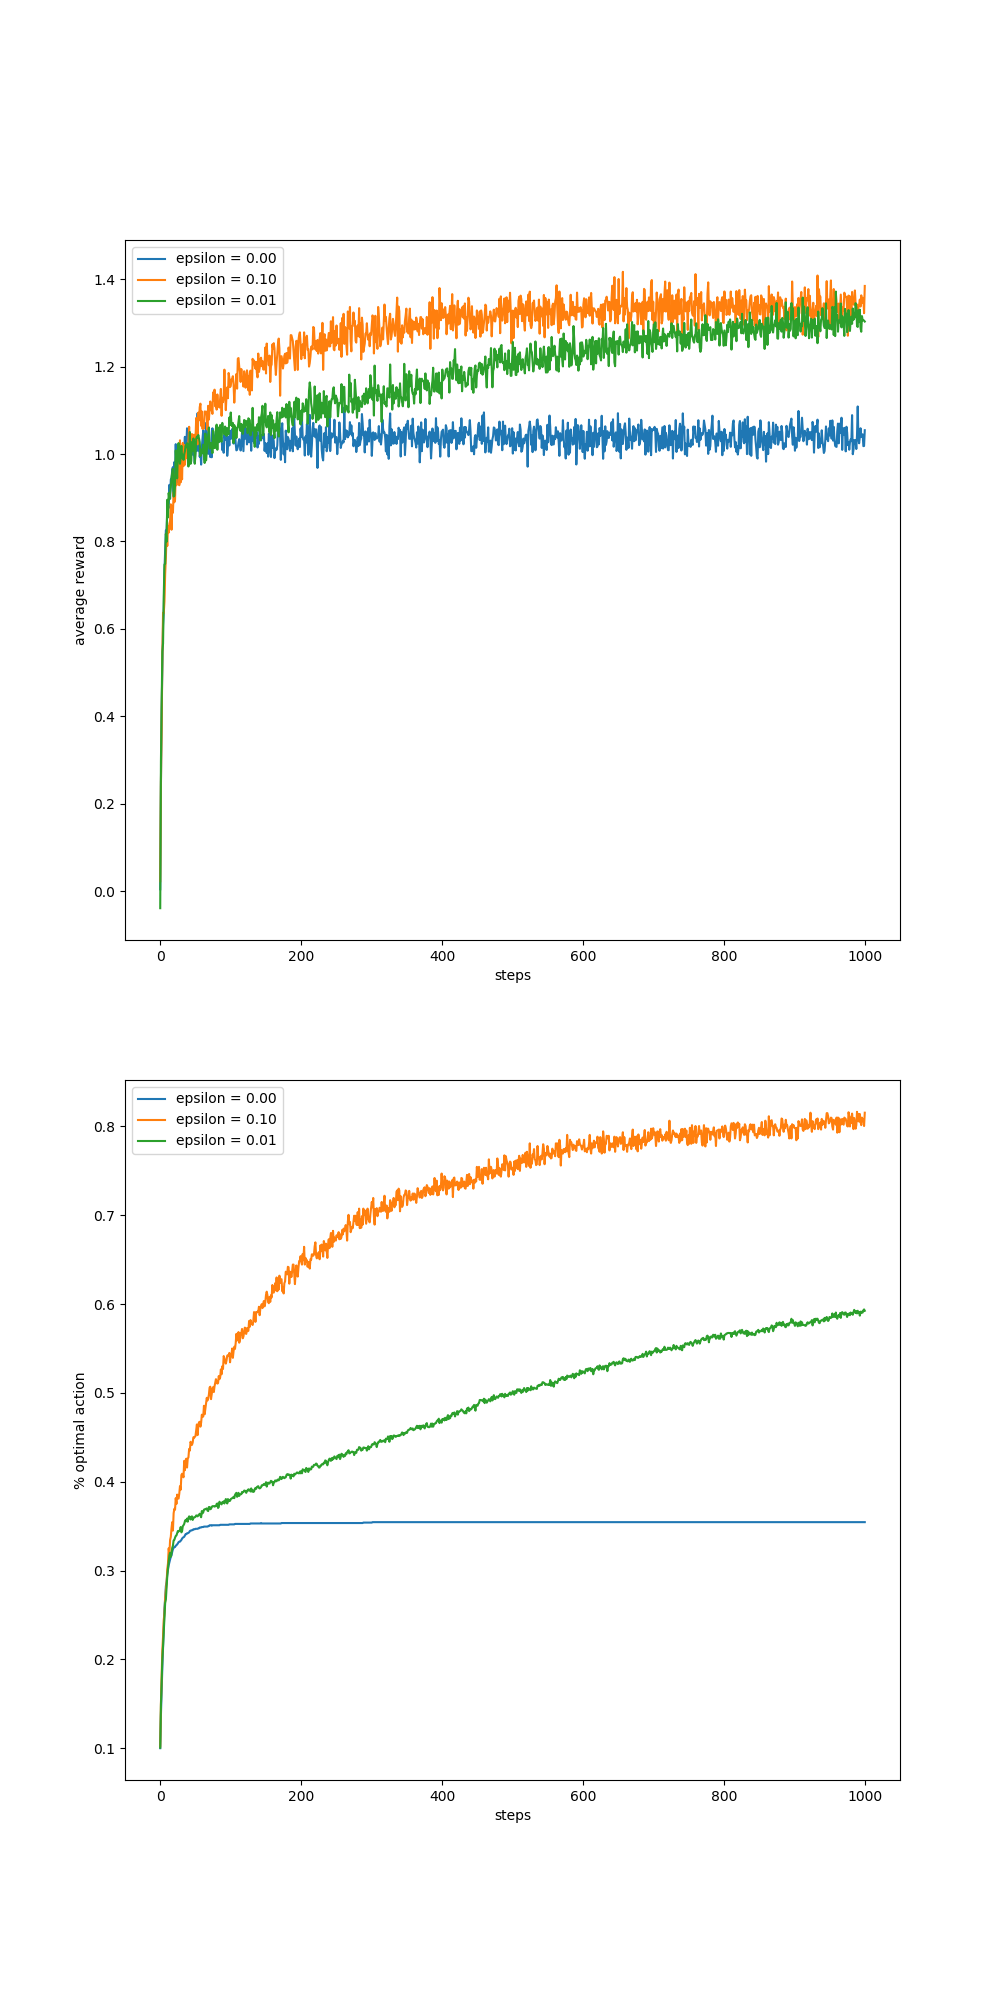 epsilon = 0.00
epsilon = 0.10
epsilon = 0.01
1.4
1.2
1.0
0.8
0.6
0.4
0.2
0.0
average reward
0 200 400 600 800 1000
steps
epsilon = 0.00
epsilon = 0.10
epsilon = 0.01
0.8
0.7
0.6
0.5
0.4
0.3
0.2
0.1
% optimal action
0 200 400 600 800 1000
steps